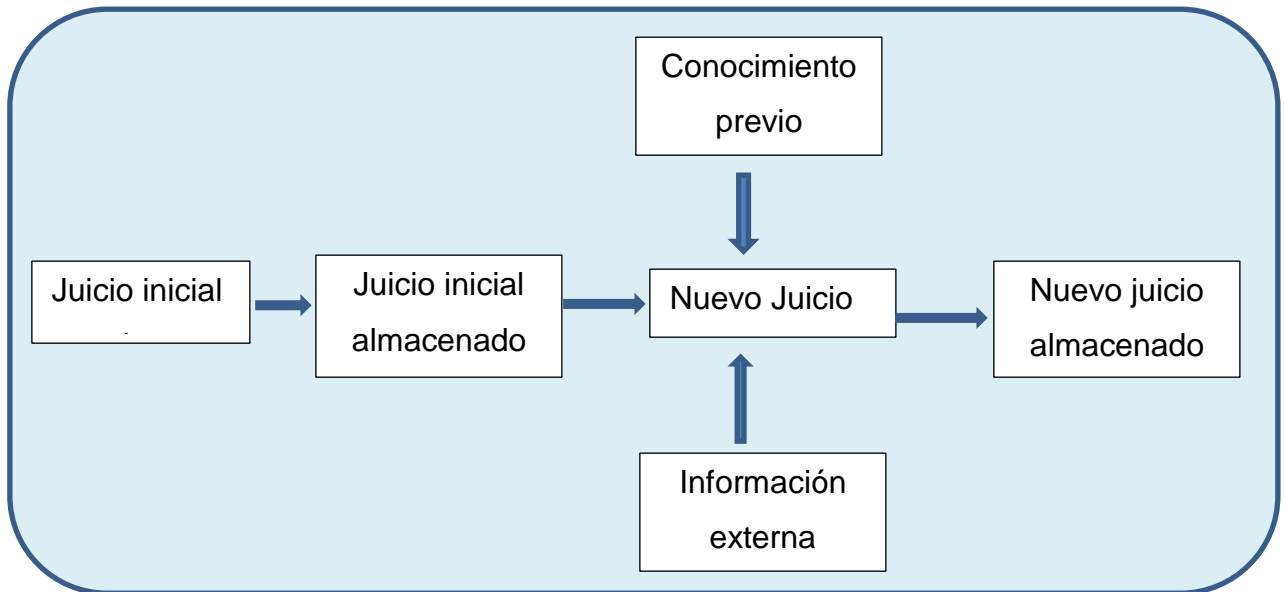 Conocimiento
previo
Juicio inicial
.
Juicio inicial
almacenado
Nuevo Juicio
Nuevo juicio
almacenado
Información
externa